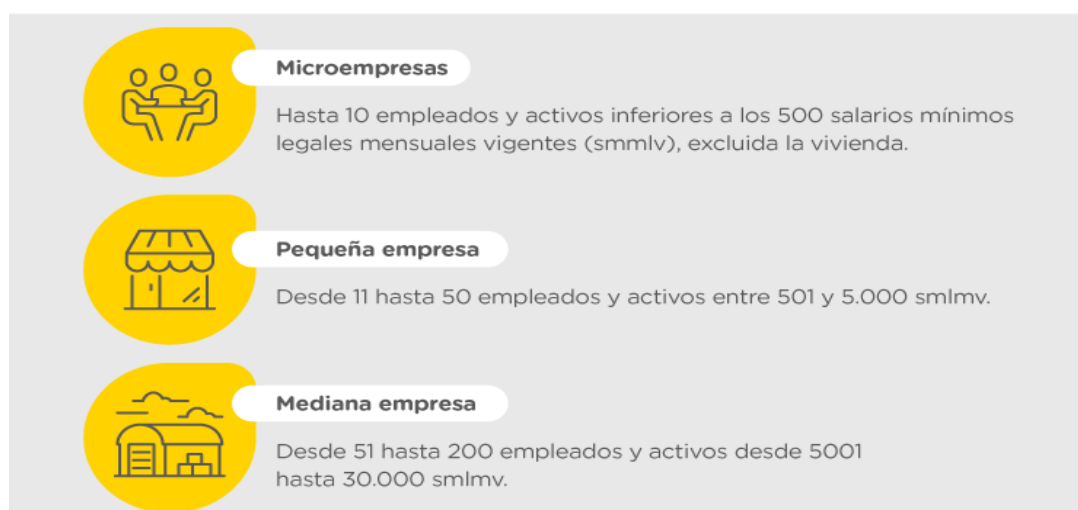 Microempresas
Hasta 10 empleados y activos inferiores a los 500 salarios mínimos
legales mensuales vigentes (smmlv), excluida la vivienda.
Pequeña empresa
Desde 11 hasta 50 empleados y activos entre 501 y 5.000 smlmv.
Mediana empresa
Desde 51 hasta 200 empleados y activos desde 5001
hasta 30.000 smlmv.